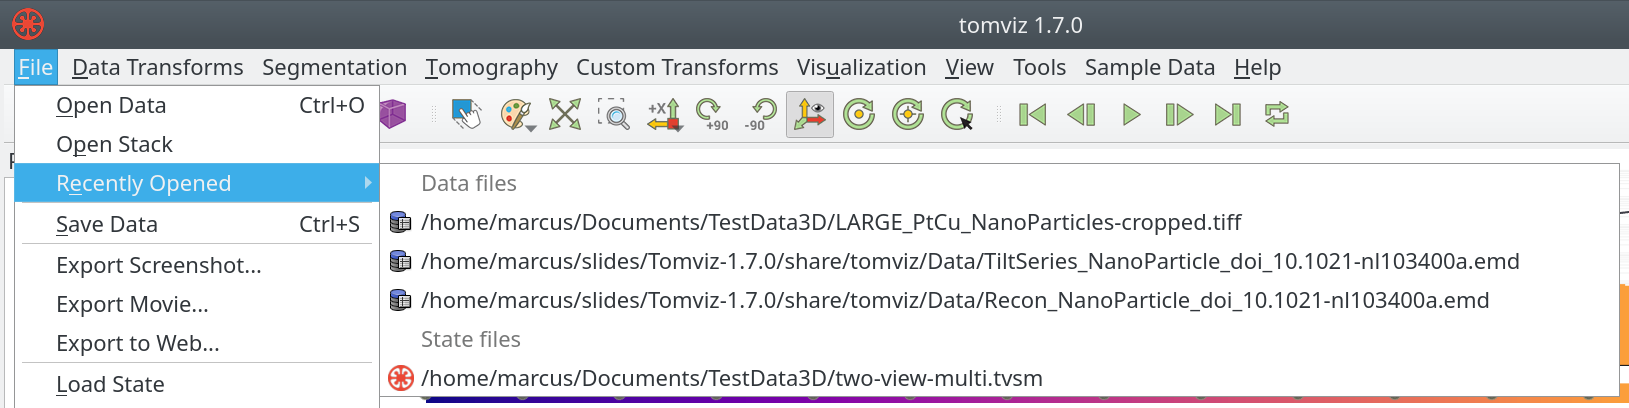 tomviz 1.7.0
File Data Transforms Segmentation Tomography Custom Transforms Visualization View Tools Sample Data Help
+X +90 -90
Open Data Ctrl+O
Open Stack
Recently Opened
Save Data Ctrl+S
Export Screenshot...
Export Movie...
Export to Web...
Load State
Data files
/home/marcus/Documents/TestData3D/LARGE_PtCu_NanoParticles-cropped.tiff
/home/marcus/slides/Tomviz-1.7.0/share/tomviz/Data/TiltSeries_NanoParticle_doi_10.1021-nl103400a.emd
/home/marcus/slides/Tomviz-1.7.0/share/tomviz/Data/Recon_NanoParticle_doi_10.1021-nl103400a.emd
State files
/home/marcus/Documents/TestData3D/two-view-multi.tvsm